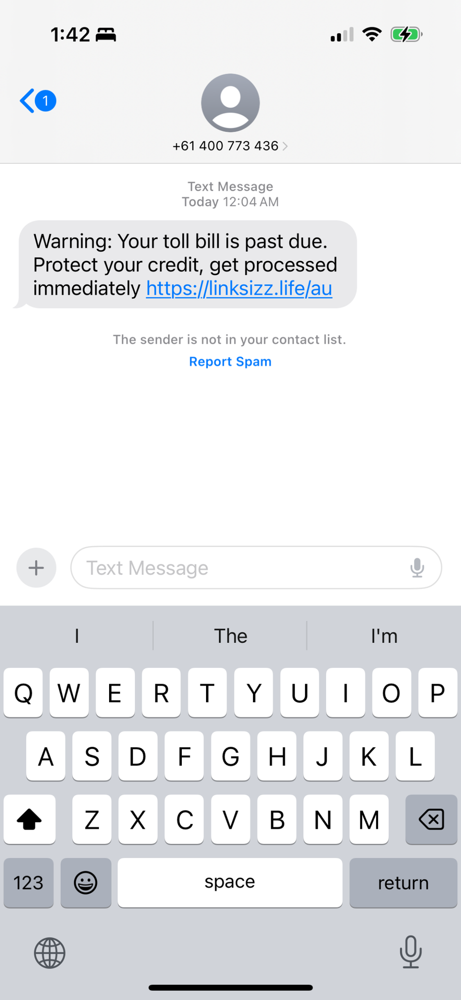 1:42
1
+61 400 773 436
Text Message
Today 12:04 AM
Warning: Your toll bill is past due.
Protect your credit, get processed
immediately https://linksizz.life/au
The sender is not in your contact list.
Report Spam
Text Message
I The I'm
Q W E R T Y U I O P
A S D F G H J K L
Z X C V B N M
123 space return